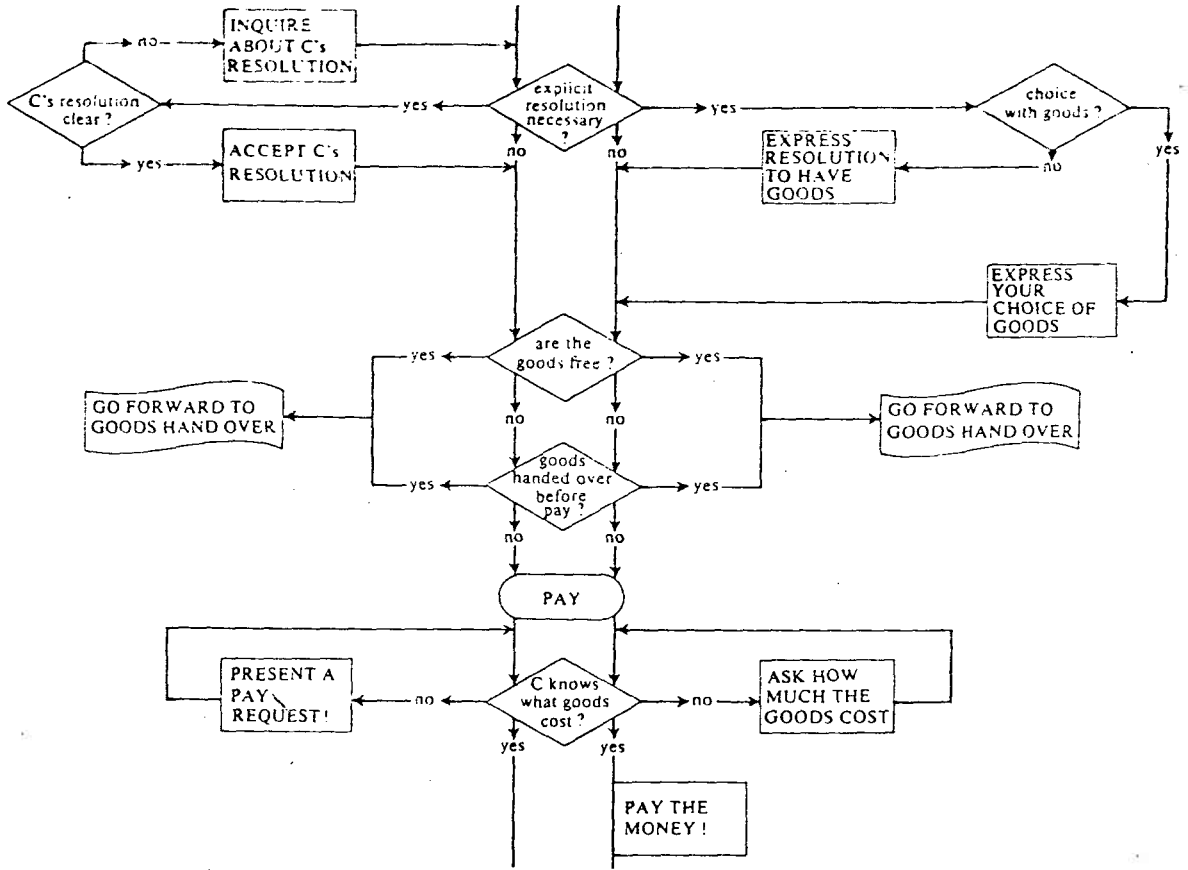 INQUIRE
ABOUT C's
RESOLUTION
no
C's resolution
clear ?
yes
explicit
resolution
necessary
?
yes
choice
with goods ?
yes
ACCEPT C's
RESOLUTION
no
no
EXPRESS
RESOLUTION
TO HAVE
GOODS
no
yes
EXPRESS
YOUR
CHOICE OF
GOODS
yes
are the
goods free ?
yes
GO FORWARD TO
GOODS HAND OVER
no
no
GO FORWARD TO
GOODS HAND OVER
yes
goods
handed over
before
pay ?
yes
no
no
PAY
PRESENT A
PAY
REQUEST !
no
C knows
what goods
cost ?
no
ASK HOW
MUCH THE
GOODS COST
yes
yes
PAY THE
MONEY !